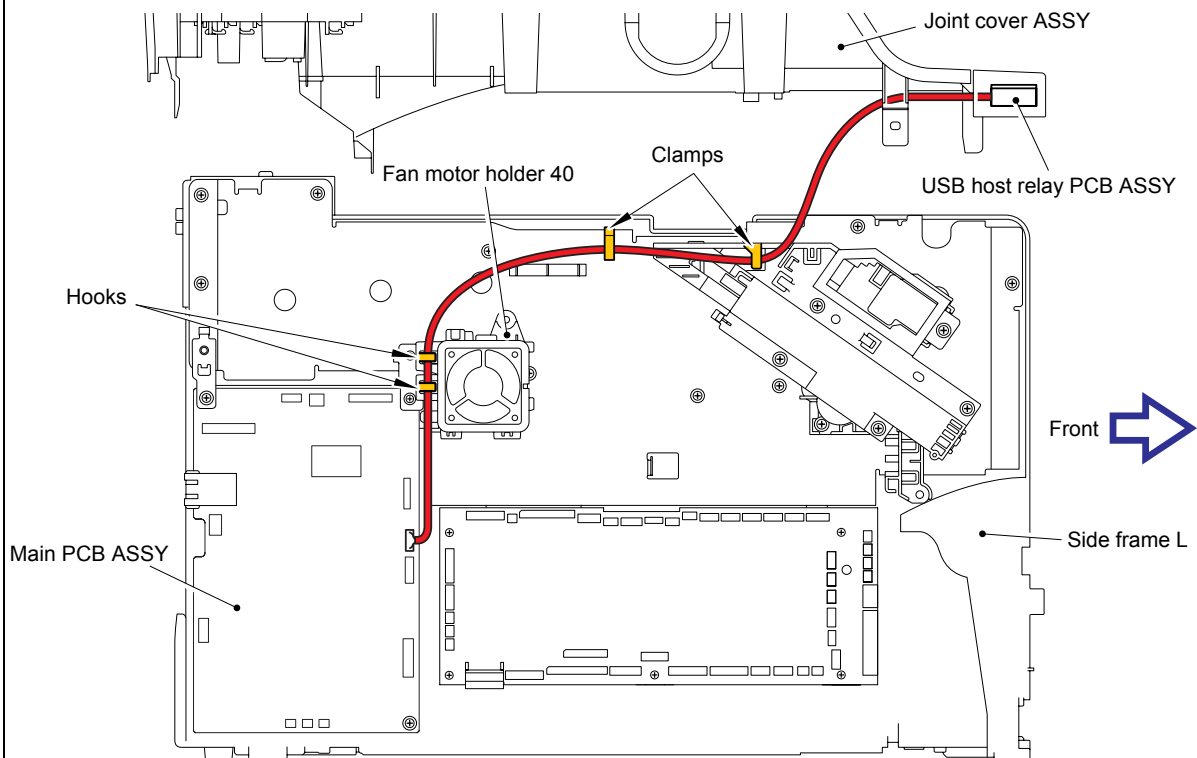 Joint cover ASSY
Clamps
Fan motor holder 40
USB host relay PCB ASSY
Hooks
Front
Main PCB ASSY
Side frame L